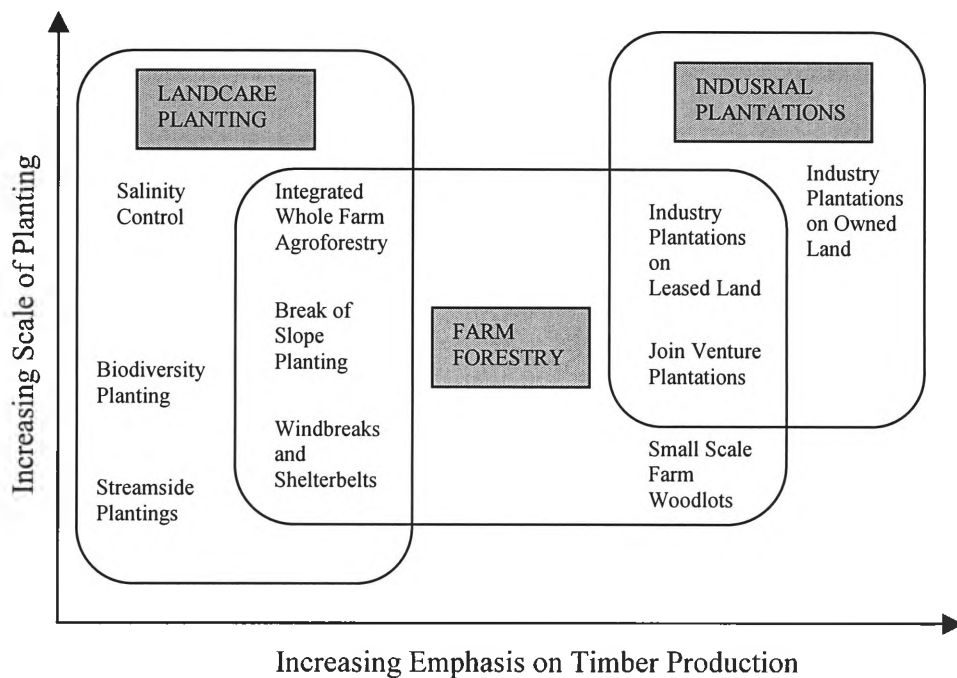 Increasing Scale of Planting
LANDCARE
PLANTING
Salinity
Control
Biodiversity
Planting
Streamside
Plantings
Integrated
Whole Farm
Agroforestry
Break of
Slope
Planting
Windbreaks
and
Shelterbelts
FARM
FORESTRY
INDUSRIAL
PLANTATIONS
Industry
Plantations
on
Leased Land
Join Venture
Plantations
Small Scale
Farm
Woodlots
Industry
Plantations
on Owned
Land
Increasing Emphasis on Timber Production